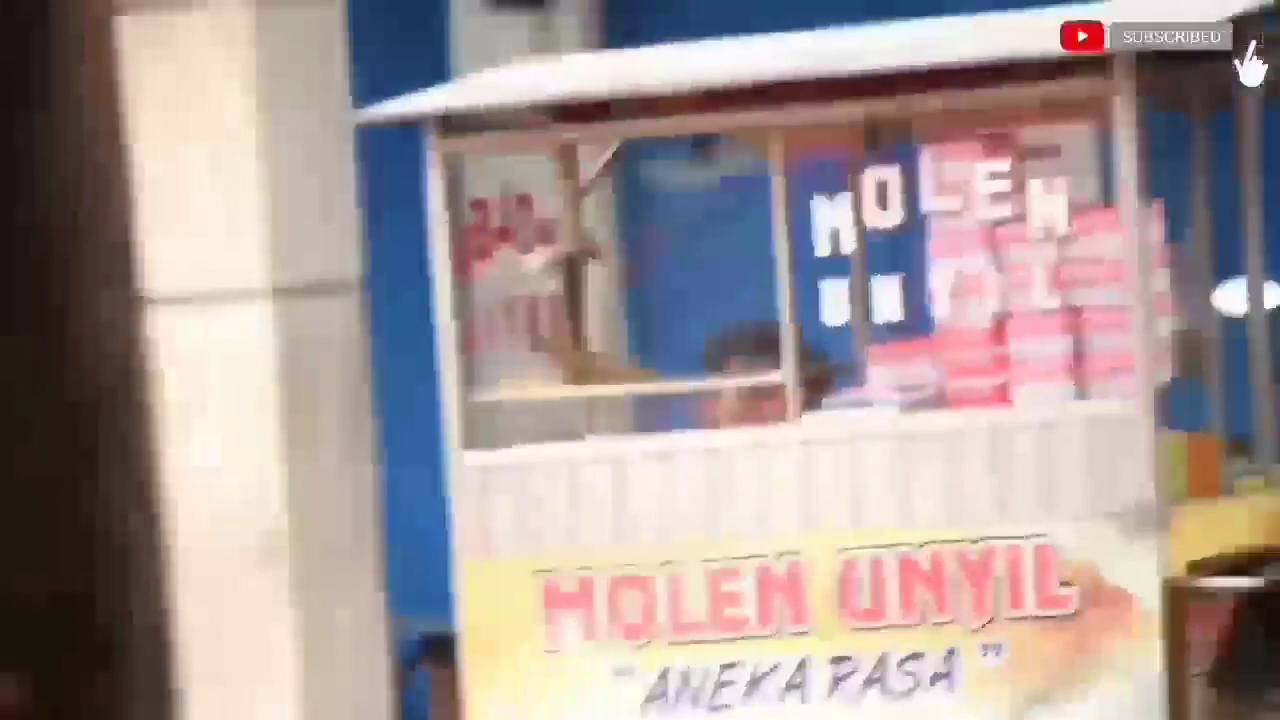 SUBSCRIBED
MOLEN
UNYIL
MOLEN UNYIL
"ANEKA RASA"